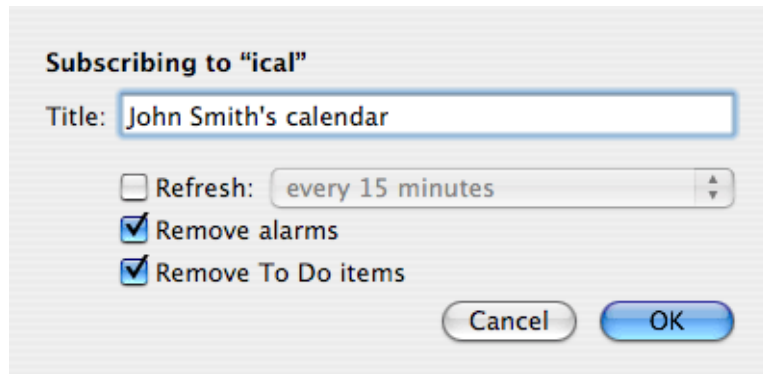 Subscribing to “ical”
Title: John Smith's calendar
Refresh: every 15 minutes
Remove alarms
Remove To Do items
Cancel OK